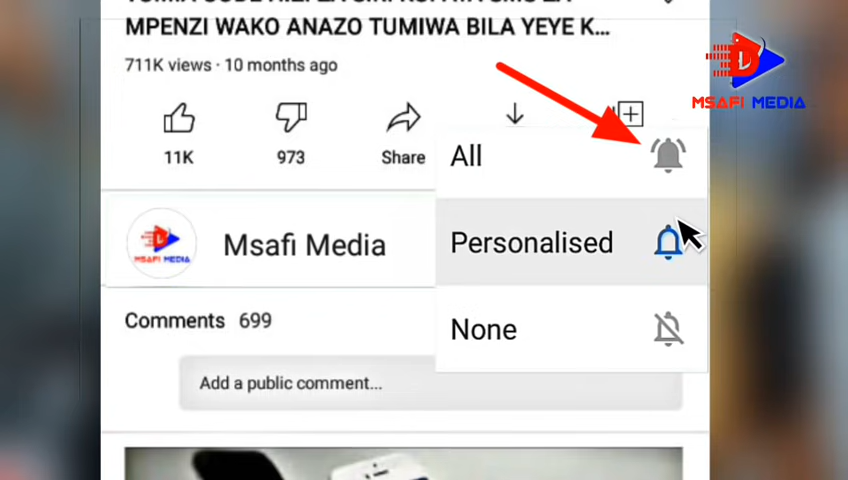 MPENZI WAKO ANAZO TUMIWA BILA YEYE K...
711K views · 10 months ago
MSAFI MEDIA
11K
973
Share
All
Msafi Media
MSAFI MEDIA
Personalised
Comments 699
None
Add a public comment...